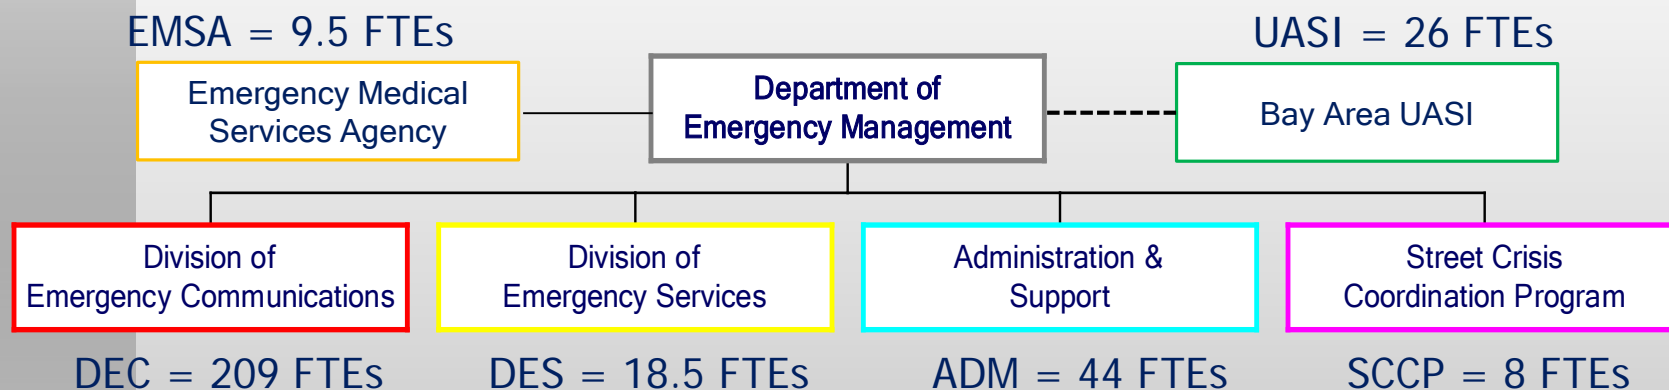 EMSA = 9.5 FTEs
UASI = 26 FTEs
Emergency Medical
Services Agency
Department of
Emergency Management
Bay Area UASI
Division of
Emergency Communications
Division of
Emergency Services
Administration &
Support
Street Crisis
Coordination Program
DEC = 209 FTEs
DES = 18.5 FTEs
ADM = 44 FTEs
SCCP = 8 FTEs